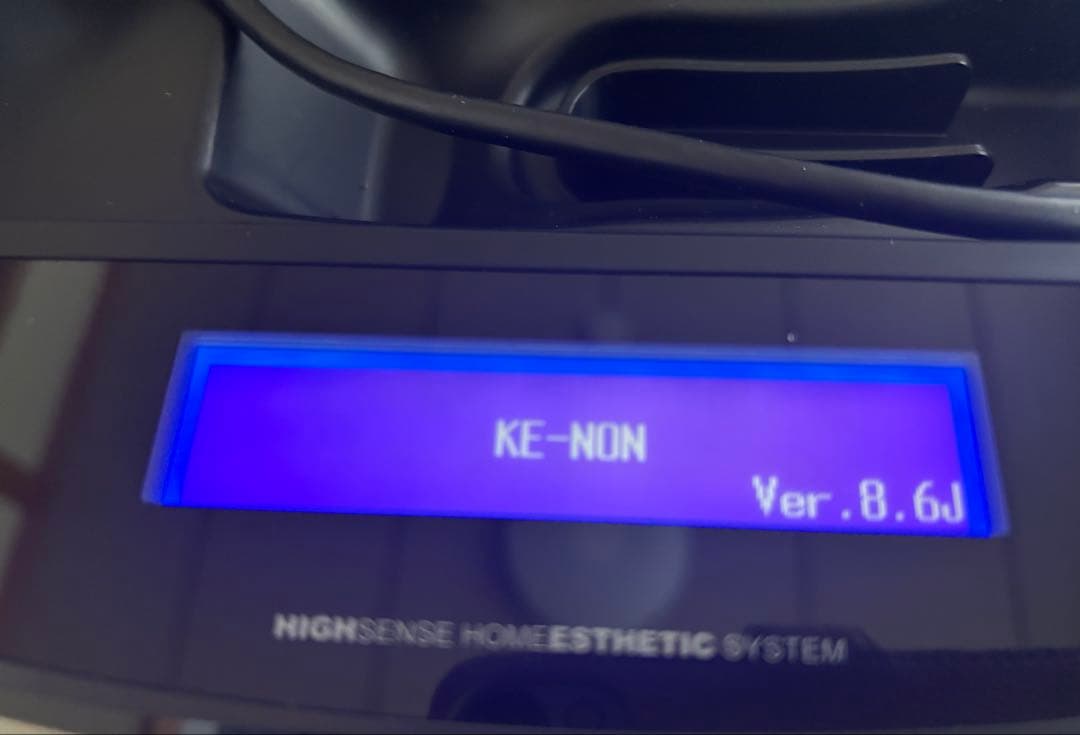 KE-NON
Ver.8.6J
HIGHSENSE HOMEESTHETIC SYSTEM